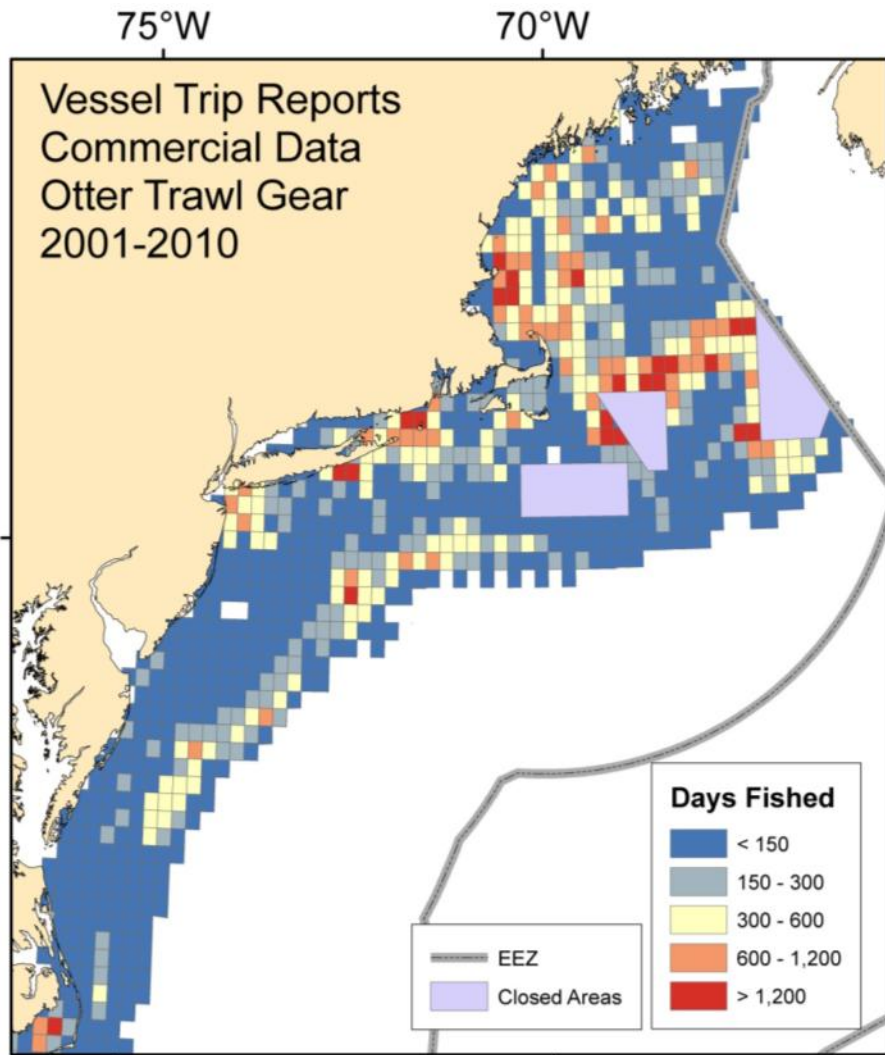 75°W
70°W
Vessel Trip Reports
Commercial Data
Otter Trawl Gear
2001-2010
EEZ
Closed Areas
Days Fished
< 150
150 - 300
300 - 600
600 - 1,200
> 1,200